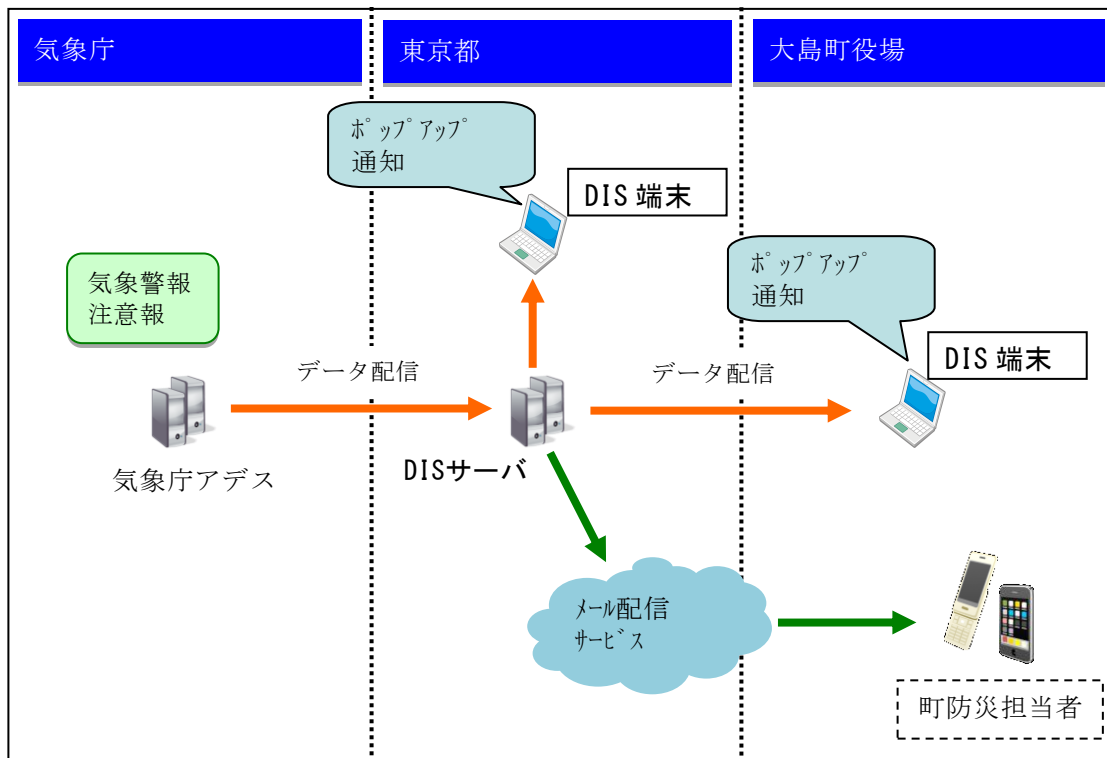 気象庁
東京都
大島町役場
ﾎﾟｯﾌﾟｱｯﾌﾟ
通知
DIS 端末
ﾎﾟｯﾌﾟｱｯﾌﾟ
通知
DIS 端末
気象警報
注意報
データ配信
データ配信
気象庁アデス
DISサーバ
ﾒｰﾙ配信
ｻｰﾋﾞｽ
町防災担当者